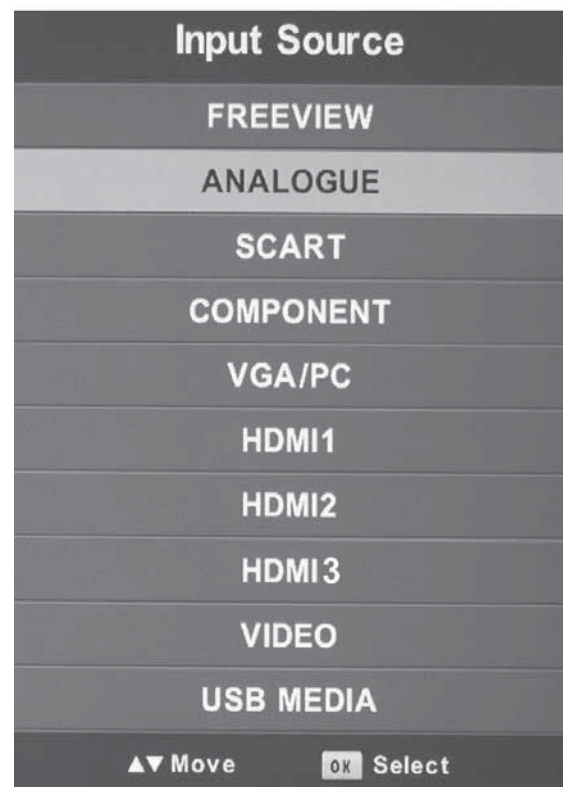 Input Source
FREEVIEW
ANALOGUE
SCART
COMPONENT
VGA/PC
HDMI1
HDMI2
HDMI3
VIDEO
USB MEDIA
▲▼ Move OK Select